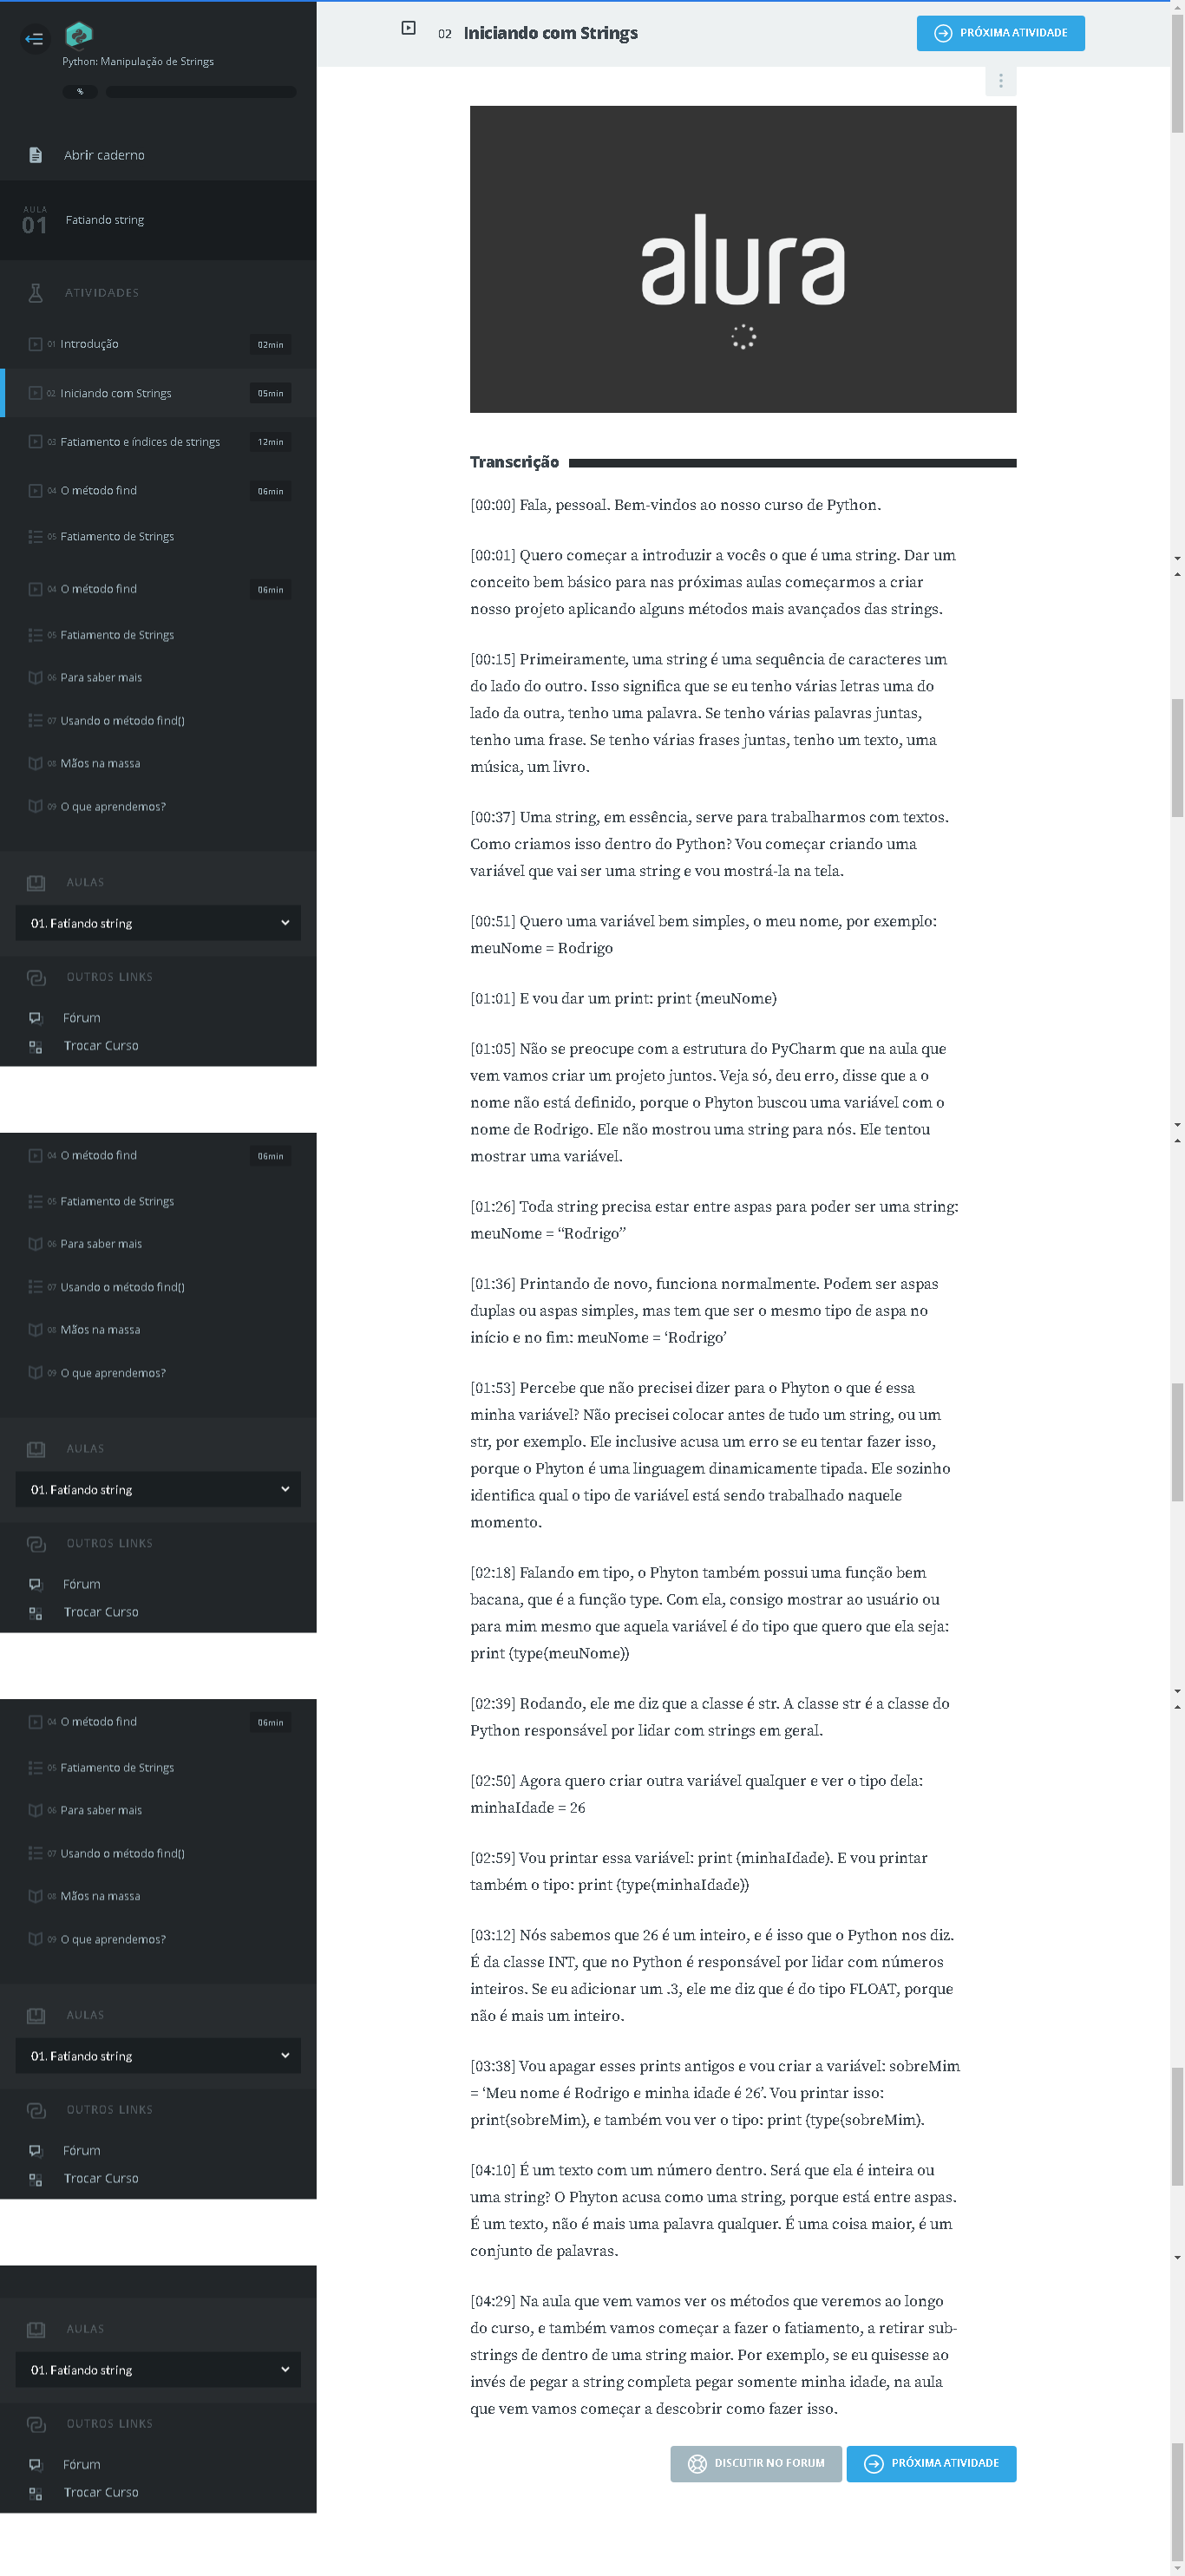 Python: Manipulação de Strings
%
Abrir caderno
AULA
01
Fatiando string
ATIVIDADES
01 Introdução 02min
02 Iniciando com Strings 05min
03 Fatiamento e índices de strings 12min
04 O método find 06min
05 Fatiamento de Strings
04 O método find 06min
05 Fatiamento de Strings
06 Para saber mais
07 Usando o método find()
08 Mãos na massa
09 O que aprendemos?
AULAS
01. Fatiando string
OUTROS LINKS
Fórum
Trocar Curso
04 O método find 06min
05 Fatiamento de Strings
06 Para saber mais
07 Usando o método find()
08 Mãos na massa
09 O que aprendemos?
AULAS
01. Fatiando string
OUTROS LINKS
Fórum
Trocar Curso
04 O método find 06min
05 Fatiamento de Strings
06 Para saber mais
07 Usando o método find()
08 Mãos na massa
09 O que aprendemos?
AULAS
01. Fatiando string
OUTROS LINKS
Fórum
Trocar Curso
AULAS
01. Fatiando string
OUTROS LINKS
Fórum
Trocar Curso
02 Iniciando com Strings
PRÓXIMA ATIVIDADE
alura
Transcrição
[00:00] Fala, pessoal. Bem-vindos ao nosso curso de Python.
[00:01] Quero começar a introduzir a vocês o que é uma string. Dar um
conceito bem básico para nas próximas aulas começarmos a criar
nosso projeto aplicando alguns métodos mais avançados das strings.
[00:15] Primeiramente, uma string é uma sequência de caracteres um
do lado do outro. Isso significa que se eu tenho várias letras uma do
lado da outra, tenho uma palavra. Se tenho várias palavras juntas,
tenho uma frase. Se tenho várias frases juntas, tenho um texto, uma
música, um livro.
[00:37] Uma string, em essência, serve para trabalharmos com textos.
Como criamos isso dentro do Python? Vou começar criando uma
variável que vai ser uma string e vou mostrá-la na tela.
[00:51] Quero uma variável bem simples, o meu nome, por exemplo:
meuNome = Rodrigo
[01:01] E vou dar um print: print (meuNome)
[01:05] Não se preocupe com a estrutura do PyCharm que na aula que
vem vamos criar um projeto juntos. Veja só, deu erro, disse que a o
nome não está definido, porque o Phyton buscou uma variável com o
nome de Rodrigo. Ele não mostrou uma string para nós. Ele tentou
mostrar uma variável.
[01:26] Toda string precisa estar entre aspas para poder ser uma string:
meuNome = “Rodrigo”
[01:36] Printando de novo, funciona normalmente. Podem ser aspas
duplas ou aspas simples, mas tem que ser o mesmo tipo de aspa no
início e no fim: meuNome = ‘Rodrigo’
[01:53] Percebe que não precisei dizer para o Phyton o que é essa
minha variável? Não precisei colocar antes de tudo um string, ou um
str, por exemplo. Ele inclusive acusa um erro se eu tentar fazer isso,
porque o Phyton é uma linguagem dinamicamente tipada. Ele sozinho
identifica qual o tipo de variável está sendo trabalhado naquele
momento.
[02:18] Falando em tipo, o Phyton também possui uma função bem
bacana, que é a função type. Com ela, consigo mostrar ao usuário ou
para mim mesmo que aquela variável é do tipo que quero que ela seja:
print (type(meuNome))
[02:39] Rodando, ele me diz que a classe é str. A classe str é a classe do
Python responsável por lidar com strings em geral.
[02:50] Agora quero criar outra variável qualquer e ver o tipo dela:
minhaIdade = 26
[02:59] Vou printar essa variável: print (minhaIdade). E vou printar
também o tipo: print (type(minhaIdade))
[03:12] Nós sabemos que 26 é um inteiro, e é isso que o Python nos diz.
É da classe INT, que no Python é responsável por lidar com números
inteiros. Se eu adicionar um .3, ele me diz que é do tipo FLOAT, porque
não é mais um inteiro.
[03:38] Vou apagar esses prints antigos e vou criar a variável: sobreMim
= ‘Meu nome é Rodrigo e minha idade é 26’. Vou printar isso:
print(sobreMim), e também vou ver o tipo: print (type(sobreMim).
[04:10] É um texto com um número dentro. Será que ela é inteira ou
uma string? O Phyton acusa como uma string, porque está entre aspas.
É um texto, não é mais uma palavra qualquer. É uma coisa maior, é um
conjunto de palavras.
[04:29] Na aula que vem vamos ver os métodos que veremos ao longo
do curso, e também vamos começar a fazer o fatiamento, a retirar sub-
strings de dentro de uma string maior. Por exemplo, se eu quisesse ao
invés de pegar a string completa pegar somente minha idade, na aula
que vem vamos começar a descobrir como fazer isso.
DISCUTIR NO FORUM
PRÓXIMA ATIVIDADE